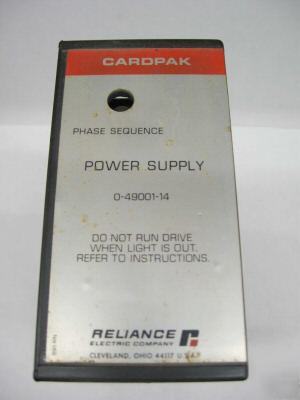 CARDPAK
PHASE SEQUENCE
POWER SUPPLY
0-49001-14
DO NOT RUN DRIVE
WHEN LIGHT IS OUT.
REFER TO INSTRUCTIONS.
RELIANCE
ELECTRIC COMPANY
CLEVELAND, OHIO 44117 U.S.A.